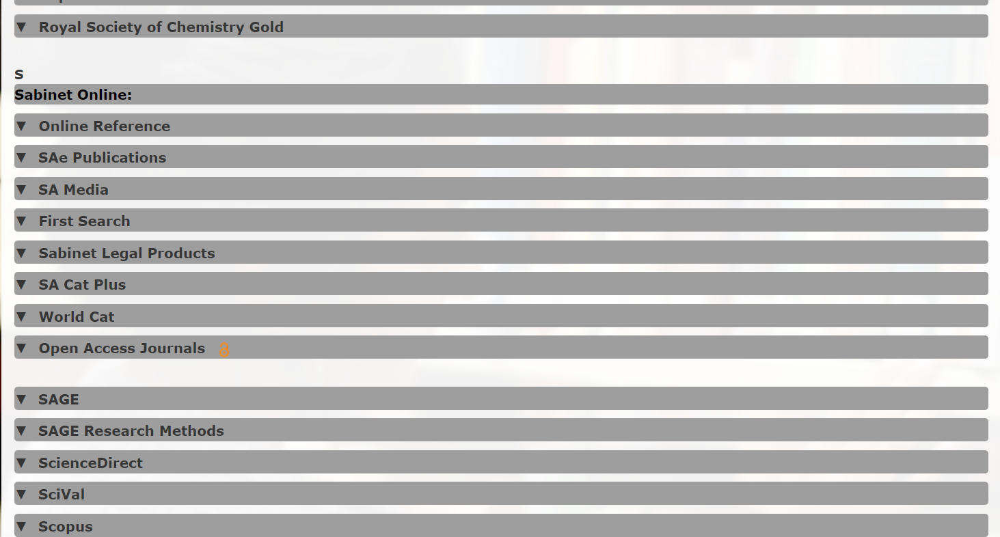 Royal Society of Chemistry Gold
S
Sabinet Online:
Online Reference
SAe Publications
SA Media
First Search
Sabinet Legal Products
SA Cat Plus
World Cat
Open Access Journals
SAGE
SAGE Research Methods
ScienceDirect
SciVal
Scopus